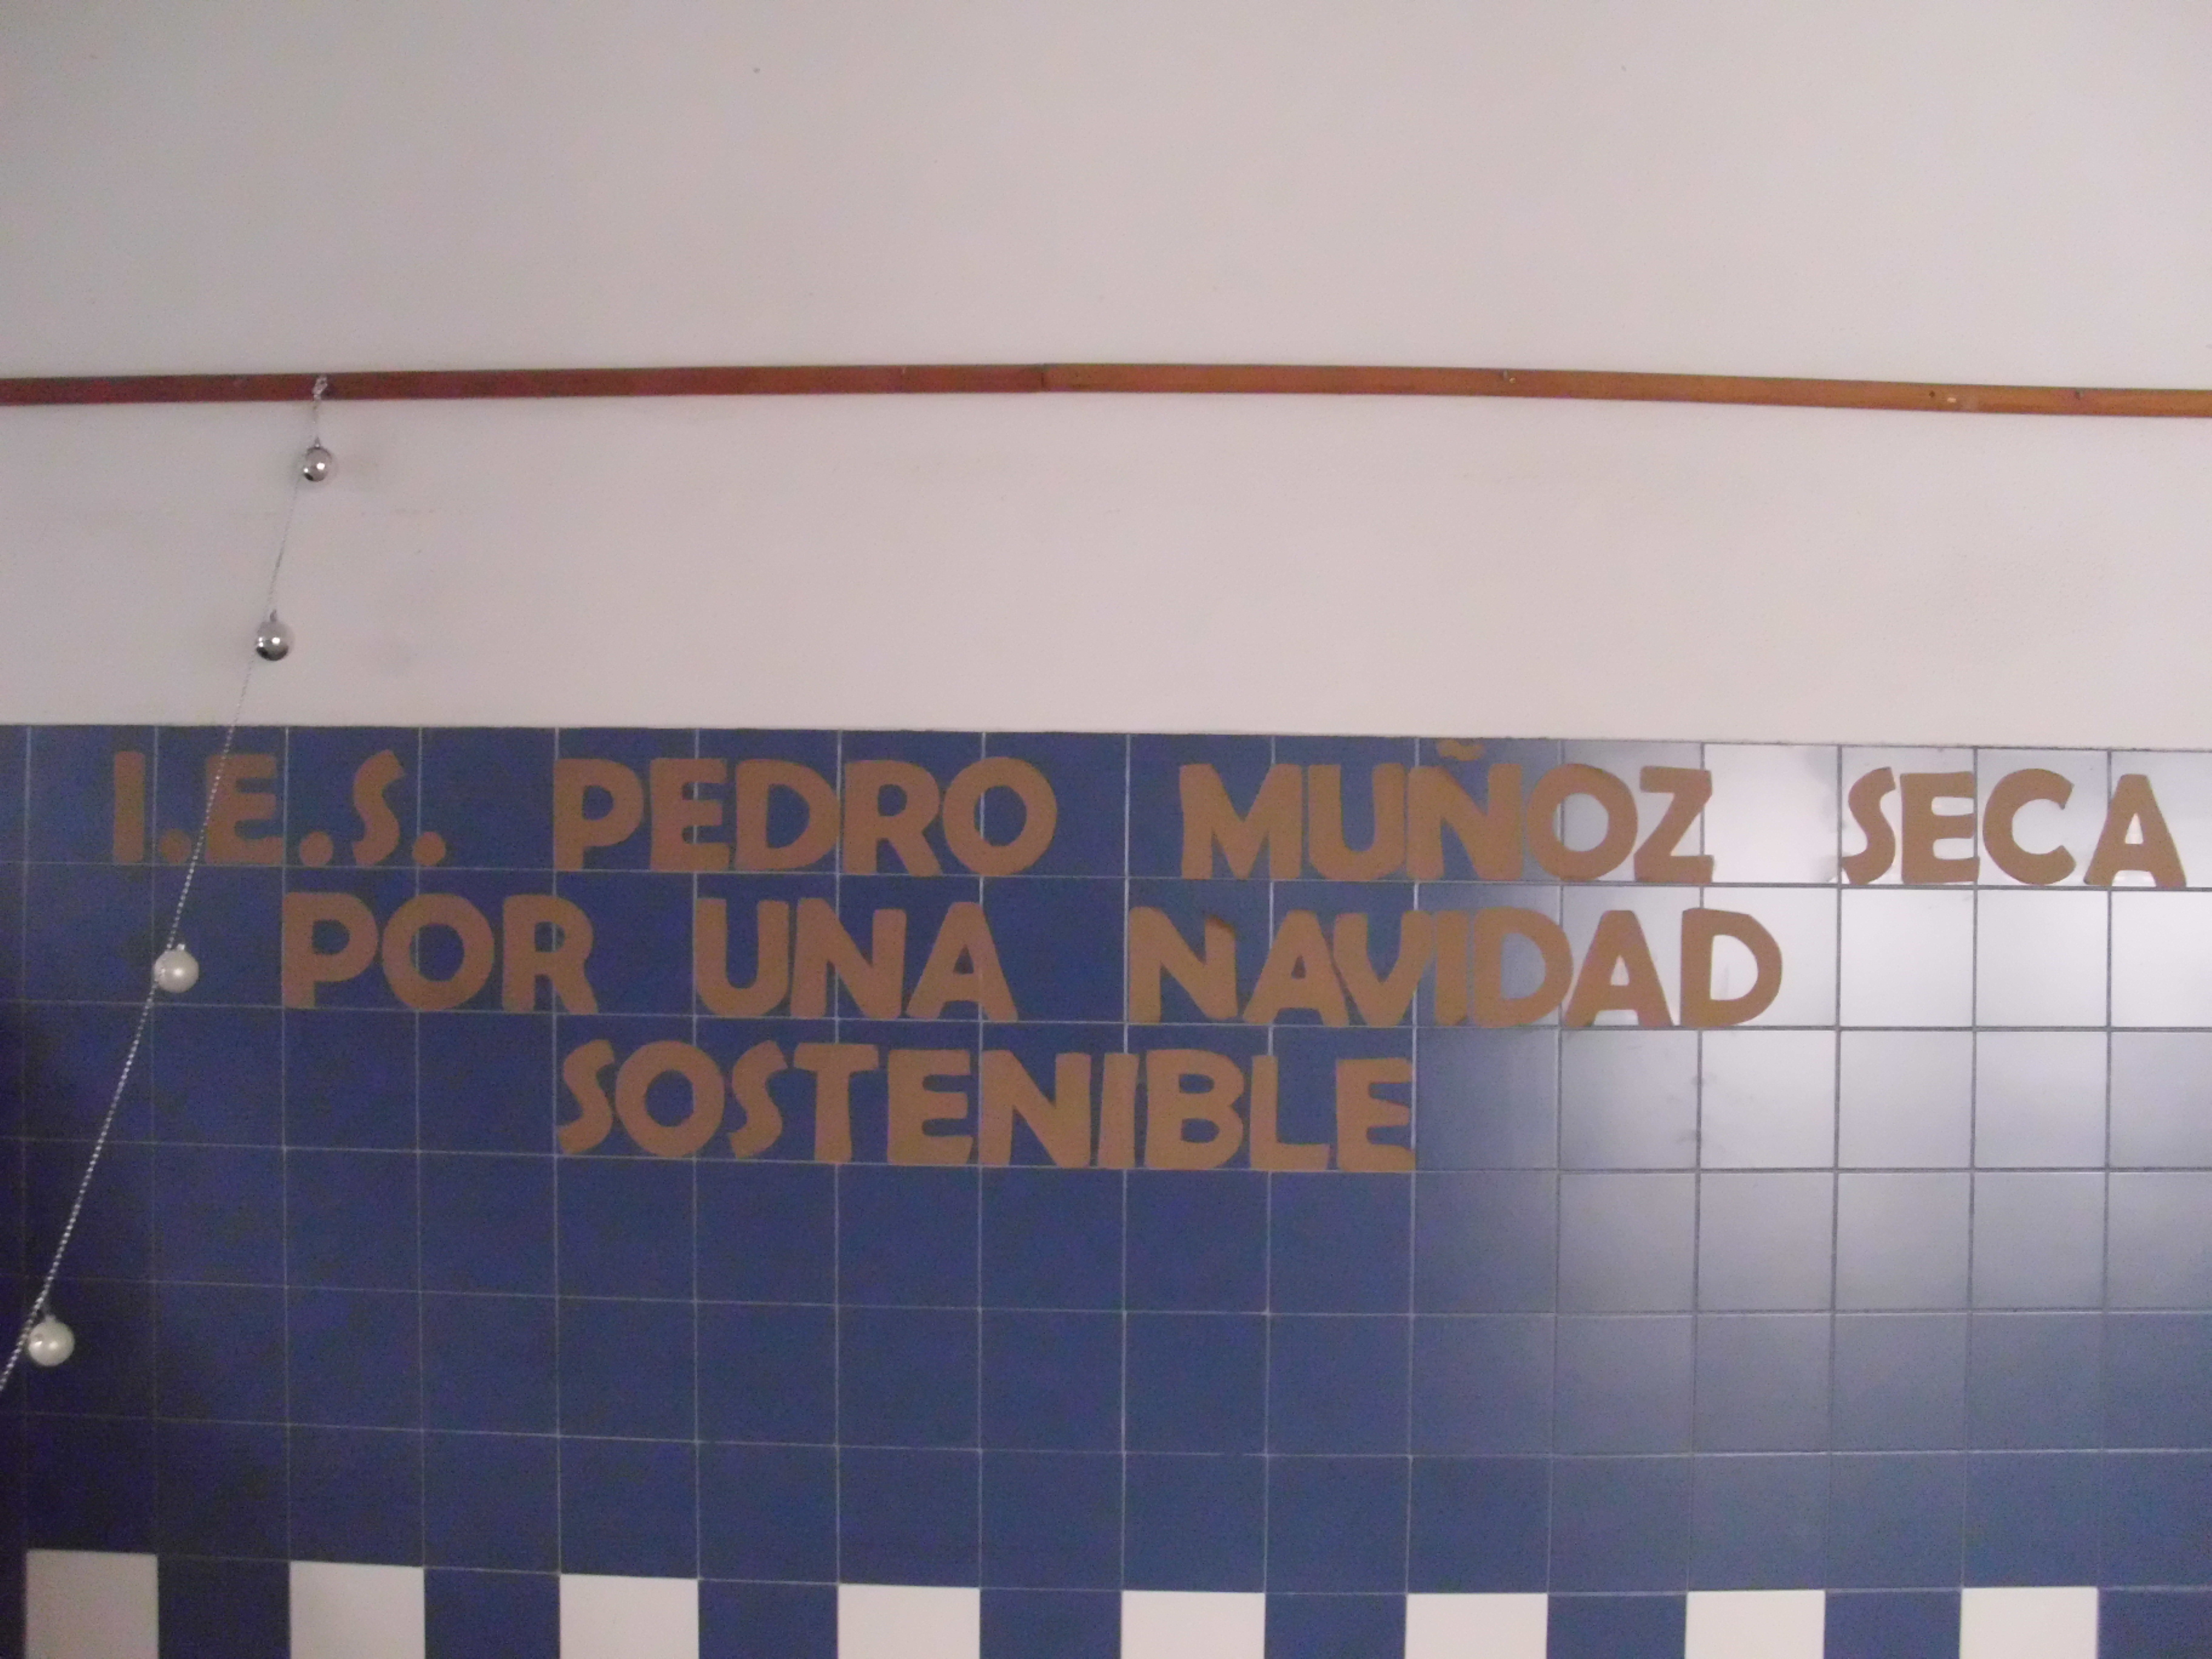 I.E.S. PEDRO MUÑOZ SECA
POR UNA NAVIDAD
SOSTENIBLE